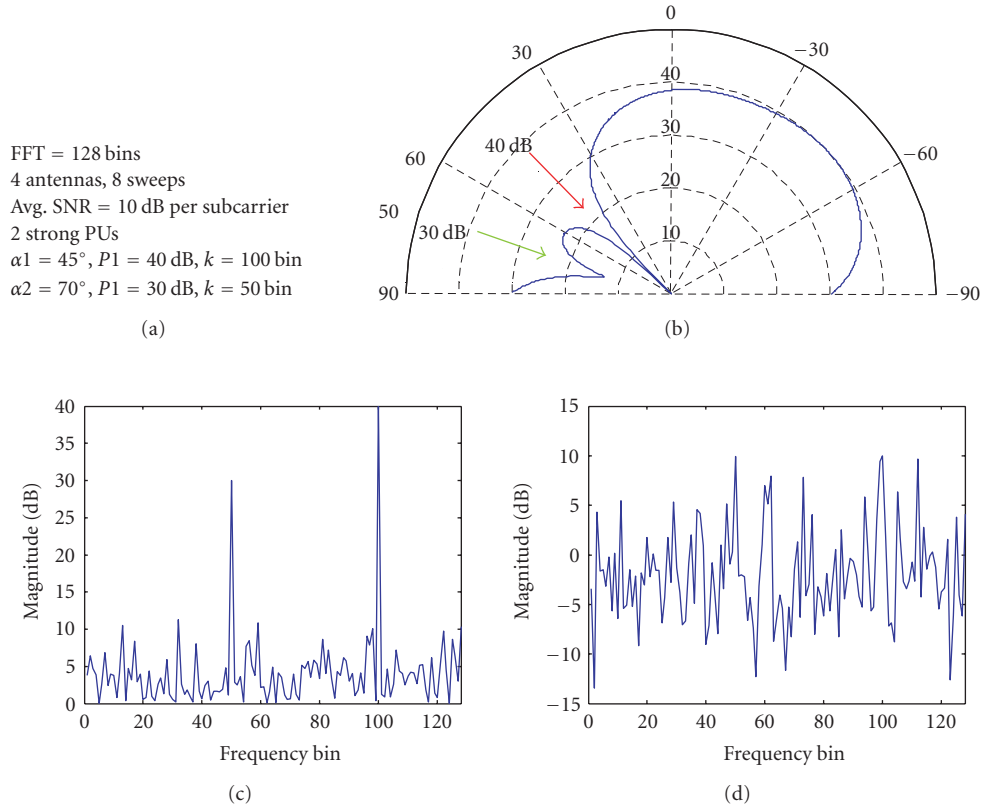 FFT = 128 bins
4 antennas, 8 sweeps
Avg. SNR = 10 dB per subcarrier
2 strong PUs
α1 = 45°, P1 = 40 dB, k = 100 bin
α2 = 70°, P1 = 30 dB, k = 50 bin
(a)
0
30
−30
40
40 dB
30
60
−60
20
50
30 dB
10
90
−90
(b)
40
35
30
25
20
15
10
5
0
Magnitude (dB)
0 20 40 60 80 100 120
Frequency bin
(c)
15
10
5
0
−5
−10
−15
Magnitude (dB)
0 20 40 60 80 100 120
Frequency bin
(d)